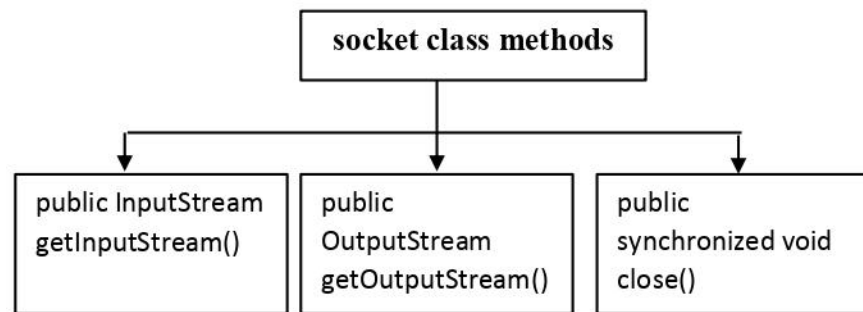 socket class methods
public InputStream
getInputStream()
public
OutputStream
getOutputStream()
public
synchronized void
close()